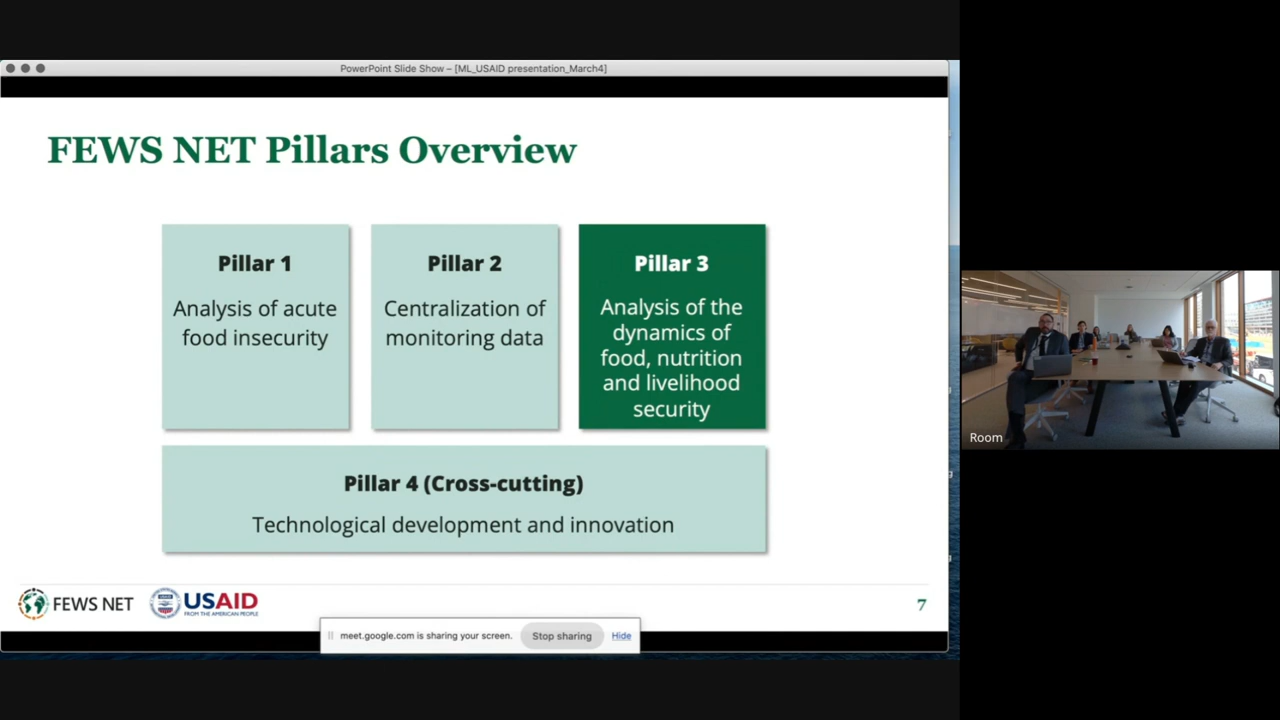 PowerPoint Slide Show – [ML_USAID presentation_March4]
FEWS NET Pillars Overview
Pillar 1
Analysis of acute
food insecurity
Pillar 2
Centralization of
monitoring data
Pillar 3
Analysis of the
dynamics of
food, nutrition
and livelihood
security
Pillar 4 (Cross-cutting)
Technological development and innovation
FEWS NET
USAID
FROM THE AMERICAN PEOPLE
7
meet.google.com is sharing your screen.
Stop sharing
Hide
Room